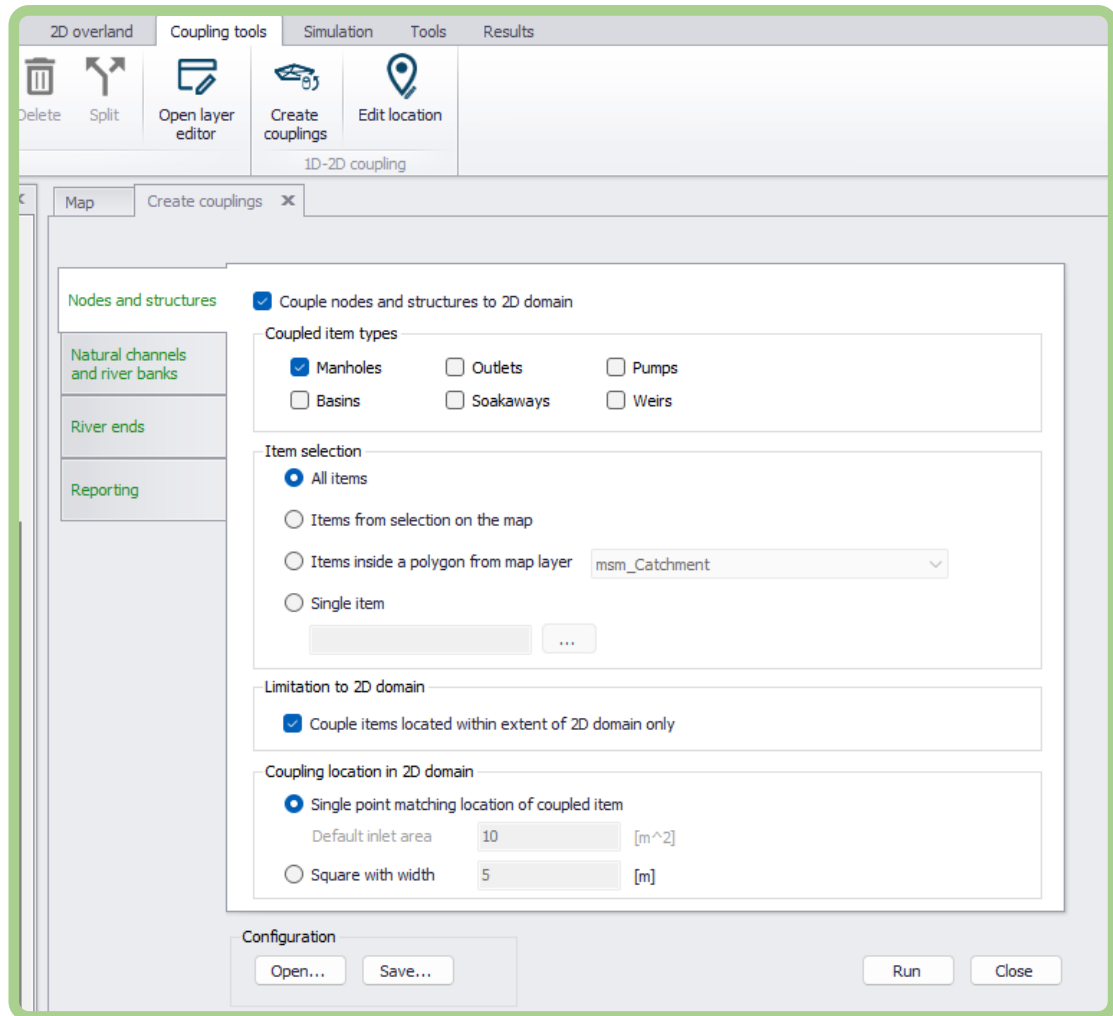 2D overland Coupling tools Simulation Tools Results
Delete Split Open layer editor Create couplings Edit location
1D-2D coupling
Map Create couplings
Nodes and structures
Natural channels
and river banks
River ends
Reporting
Couple nodes and structures to 2D domain
Coupled item types
Manholes Outlets Pumps
Basins Soakaways Weirs
Item selection
All items
Items from selection on the map
Items inside a polygon from map layer msm_Catchment
Single item
...
Limitation to 2D domain
Couple items located within extent of 2D domain only
Coupling location in 2D domain
Single point matching location of coupled item
Default inlet area 10 [m^2]
Square with width 5 [m]
Configuration
Open... Save... Run Close